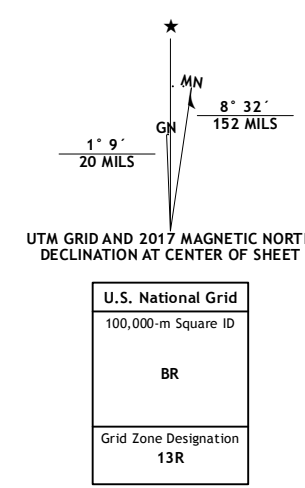 ★
MN
8° 32´
152 MILS
GN
1° 9´
20 MILS
UTM GRID AND 2017 MAGNETIC NORTH
DECLINATION AT CENTER OF SHEET
U.S. National Grid
100,000-m Square ID
BR
Grid Zone Designation
13R